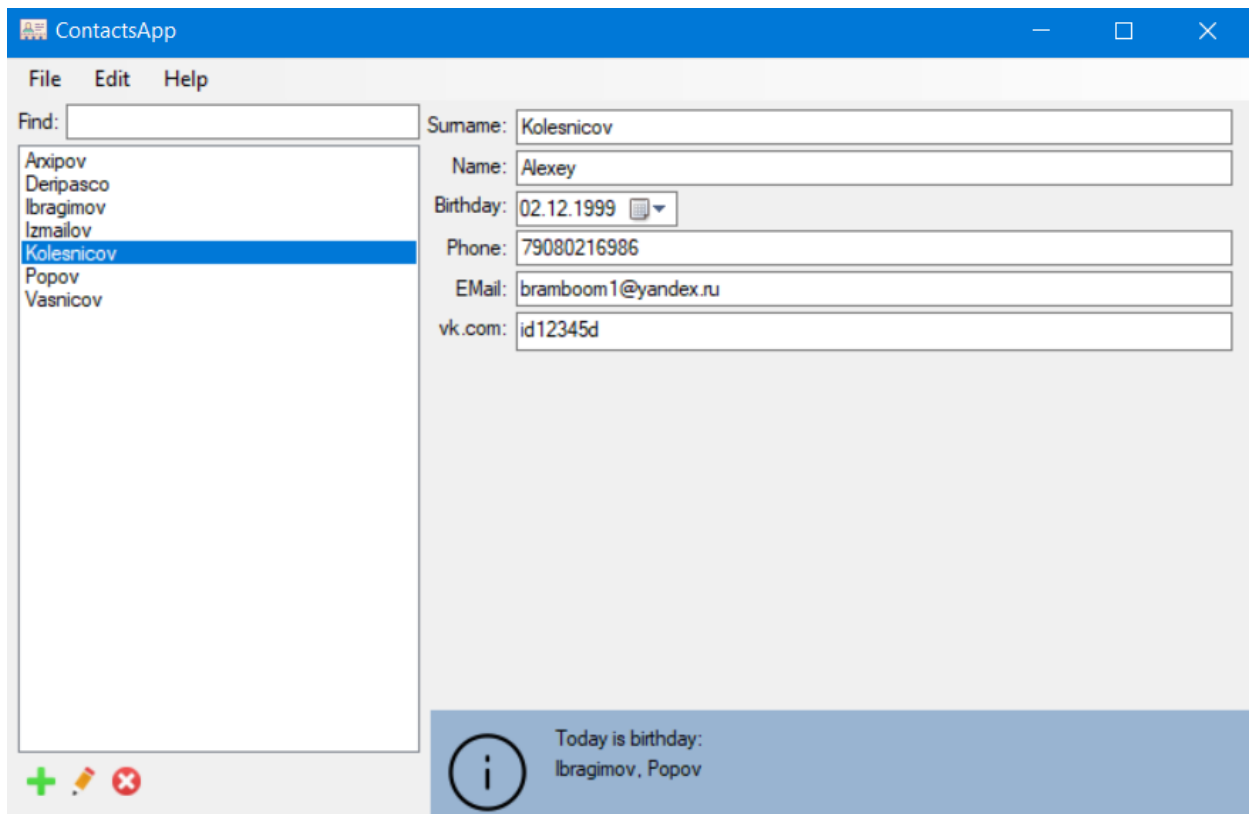 ContactsApp
File Edit Help
Find:
Arxipov
Deripasco
Ibragimov
Izmailov
Kolesnicov
Popov
Vasnicov
Surname: Kolesnicov
Name: Alexey
Birthday: 02.12.1999
Phone: 79080216986
EMail: bramboom1@yandex.ru
vk.com: id12345d
Today is birthday:
Ibragimov, Popov